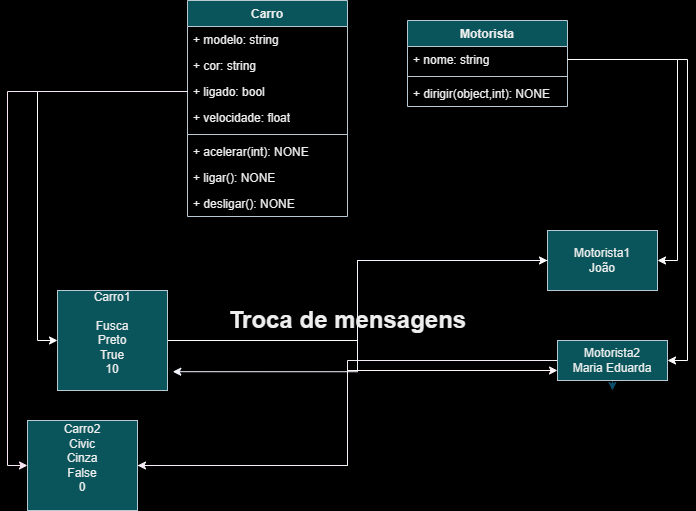 Carro
+ modelo: string
+ cor: string
+ ligado: bool
+ velocidade: float
+ acelerar(int): NONE
+ ligar(): NONE
+ desligar(): NONE
Motorista
+ nome: string
+ dirigir(object,int): NONE
Motorista1
João
Carro1
Fusca
Preto
True
10
Troca de mensagens
Motorista2
Maria Eduarda
Carro2
Civic
Cinza
False
0